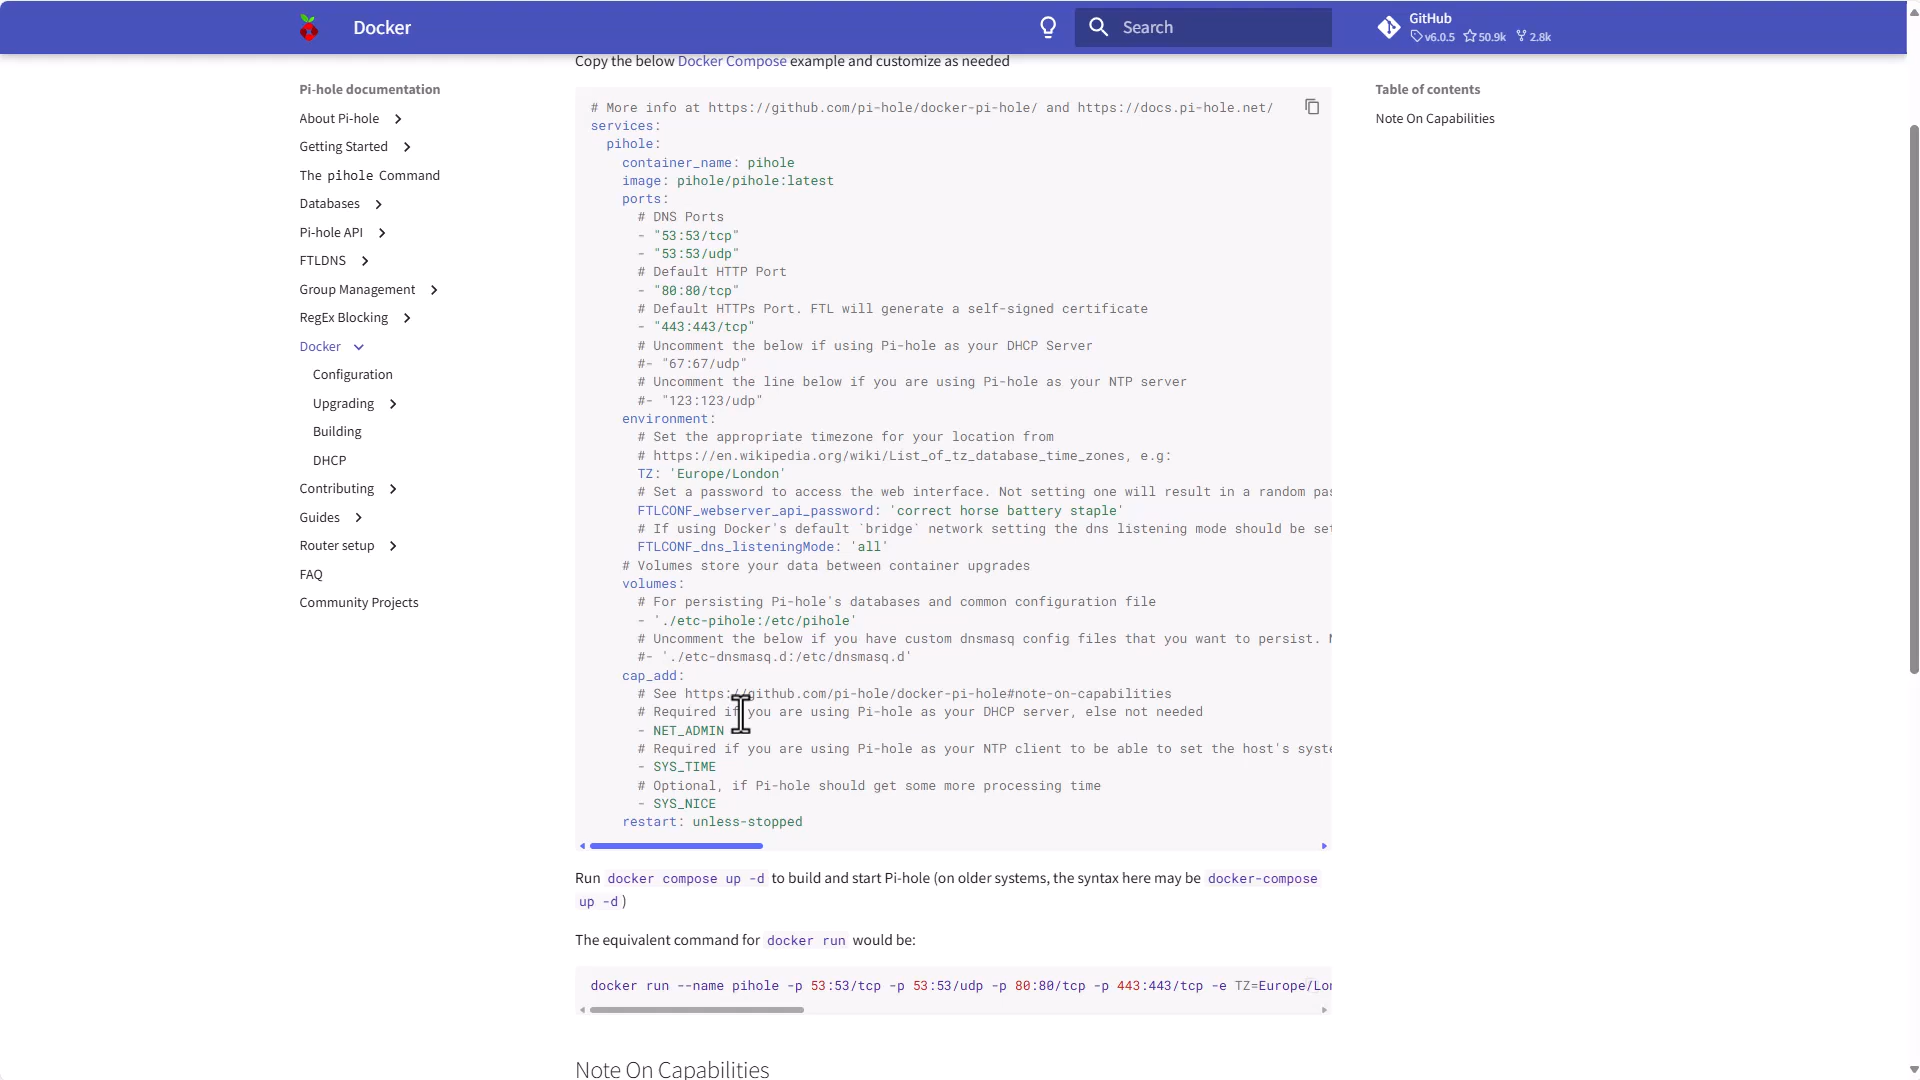 Docker
Search
GitHub
v6.0.5 50.9k 2.8k
Pi-hole documentation
About Pi-hole
Getting Started
The pihole Command
Databases
Pi-hole API
FTLDNS
Group Management
RegEx Blocking
Docker
Configuration
Upgrading
Building
DHCP
Contributing
Guides
Router setup
FAQ
Community Projects
Copy the below Docker Compose example and customize as needed
# More info at https://github.com/pi-hole/docker-pi-hole/ and https://docs.pi-hole.net/
services:
  pihole:
    container_name: pihole
    image: pihole/pihole:latest
    ports:
      # DNS Ports
      - "53:53/tcp"
      - "53:53/udp"
      # Default HTTP Port
      - "80:80/tcp"
      # Default HTTPs Port. FTL will generate a self-signed certificate
      - "443:443/tcp"
      # Uncomment the below if using Pi-hole as your DHCP Server
      #- "67:67/udp"
      # Uncomment the line below if you are using Pi-hole as your NTP server
      #- "123:123/udp"
    environment:
      # Set the appropriate timezone for your location from
      # https://en.wikipedia.org/wiki/List_of_tz_database_time_zones, e.g:
      TZ: 'Europe/London'
      # Set a password to access the web interface. Not setting one will result in a random pas
      FTLCONF_webserver_api_password: 'correct horse battery staple'
      # If using Docker's default `bridge` network setting the dns listening mode should be set
      FTLCONF_dns_listeningMode: 'all'
    # Volumes store your data between container upgrades
    volumes:
      # For persisting Pi-hole's databases and common configuration file
      - './etc-pihole:/etc/pihole'
      # Uncomment the below if you have custom dnsmasq config files that you want to persist. N
      #- './etc-dnsmasq.d:/etc/dnsmasq.d'
    cap_add:
      # See https://github.com/pi-hole/docker-pi-hole#note-on-capabilities
      # Required if you are using Pi-hole as your DHCP server, else not needed
      - NET_ADMIN
      # Required if you are using Pi-hole as your NTP client to be able to set the host's syste
      - SYS_TIME
      # Optional, if Pi-hole should get some more processing time
      - SYS_NICE
    restart: unless-stopped
Run docker compose up -d to build and start Pi-hole (on older systems, the syntax here may be docker-compose
up -d )
The equivalent command for docker run would be:
docker run --name pihole -p 53:53/tcp -p 53:53/udp -p 80:80/tcp -p 443:443/tcp -e TZ=Europe/Lon
Note On Capabilities
Table of contents
Note On Capabilities